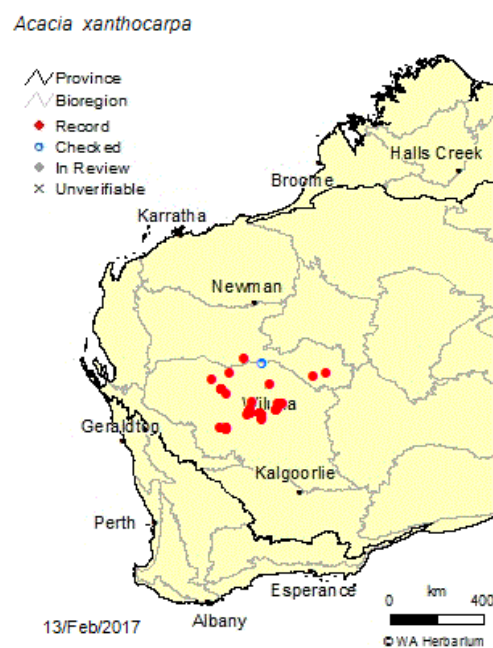 Acacia xanthocarpa
Province
Bioregion
Record
Checked
In Review
Unverifiable
Halls Creek
Broome
Karratha
Newman
Wiluna
Geraldton
Kalgoorlie
Perth
Esperance
Albany
0 km 400
13/Feb/2017
© WA Herbarium